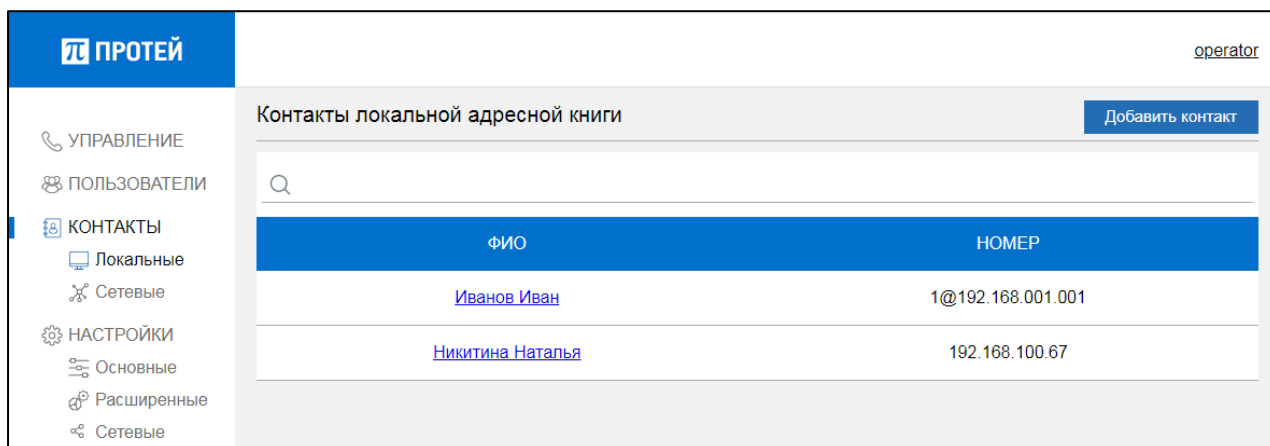 ПРОТЕЙ
operator
УПРАВЛЕНИЕ
ПОЛЬЗОВАТЕЛИ
КОНТАКТЫ
Локальные
Сетевые
НАСТРОЙКИ
Основные
Расширенные
Сетевые
Контакты локальной адресной книги
Добавить контакт
ФИО НОМЕР
Иванов Иван 1@192.168.001.001
Никитина Наталья 192.168.100.67